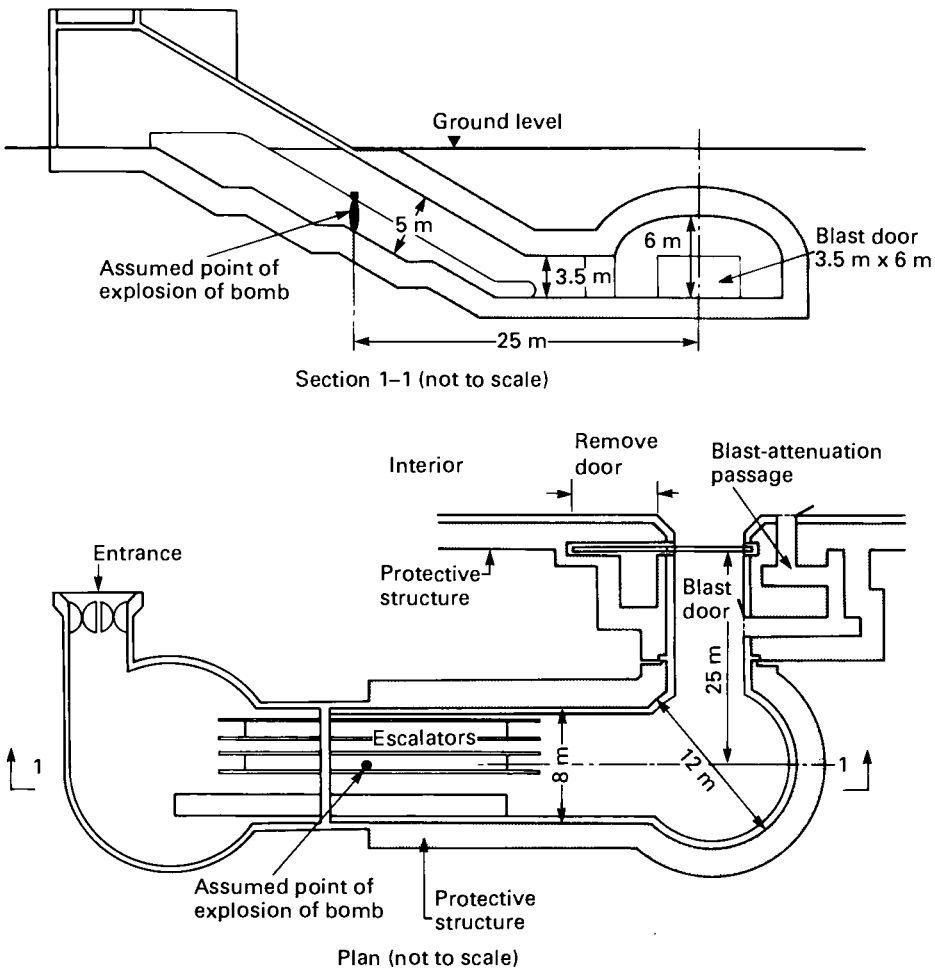 Ground level
5 m
6 m
Blast door
3.5 m x 6 m
Assumed point of
explosion of bomb
3.5 m
25 m
Section 1–1 (not to scale)
Interior
Remove
door
Blast-attenuation
passage
Entrance
Protective
structure
Blast
door
25 m
Escalators
1
8 m
12 m
1
Assumed point of
explosion of bomb
Protective
structure
Plan (not to scale)